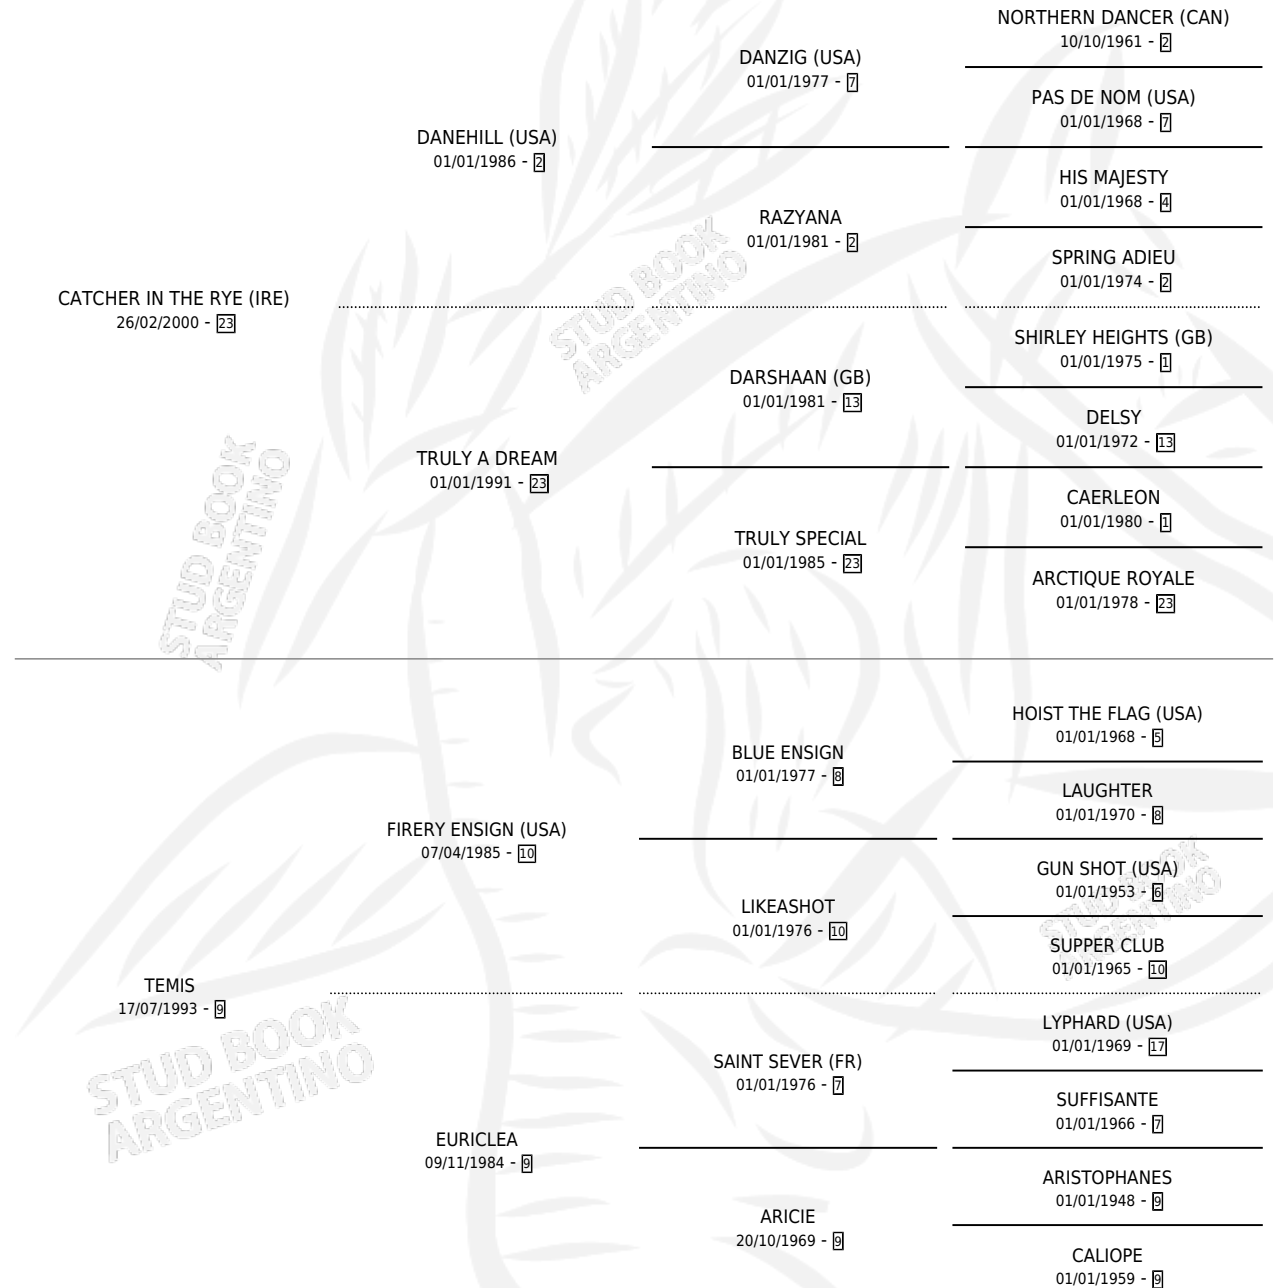 NORTHERN DANCER (CAN)
10/10/1961 - 2
DANZIG (USA)
01/01/1977 - 7
PAS DE NOM (USA)
01/01/1968 - 7
DANEHILL (USA)
01/01/1986 - 2
HIS MAJESTY
01/01/1968 - 4
RAZYANA
01/01/1981 - 2
SPRING ADIEU
01/01/1974 - 2
CATCHER IN THE RYE (IRE)
26/02/2000 - 23
SHIRLEY HEIGHTS (GB)
01/01/1975 - 1
DARSHAAN (GB)
01/01/1981 - 13
DELSY
01/01/1972 - 13
TRULY A DREAM
01/01/1991 - 23
CAERLEON
01/01/1980 - 1
TRULY SPECIAL
01/01/1985 - 23
ARCTIQUE ROYALE
01/01/1978 - 23
HOIST THE FLAG (USA)
01/01/1968 - 5
BLUE ENSIGN
01/01/1977 - 8
LAUGHTER
01/01/1970 - 8
FIRERY ENSIGN (USA)
07/04/1985 - 10
GUN SHOT (USA)
01/01/1953 - 6
LIKEASHOT
01/01/1976 - 10
SUPPER CLUB
01/01/1965 - 10
TEMIS
17/07/1993 - 9
LYPHARD (USA)
01/01/1969 - 17
SAINT SEVER (FR)
01/01/1976 - 7
SUFFISANTE
01/01/1966 - 7
EURICLEA
09/11/1984 - 9
ARISTOPHANES
01/01/1948 - 9
ARICIE
20/10/1969 - 9
CALIOPE
01/01/1959 - 9
STUD BOOK
ARGENTINO
STUD BOOK
ARGENTINO
STUD BOOK
ARGENTINO
STUD BOOK
ARGENTINO